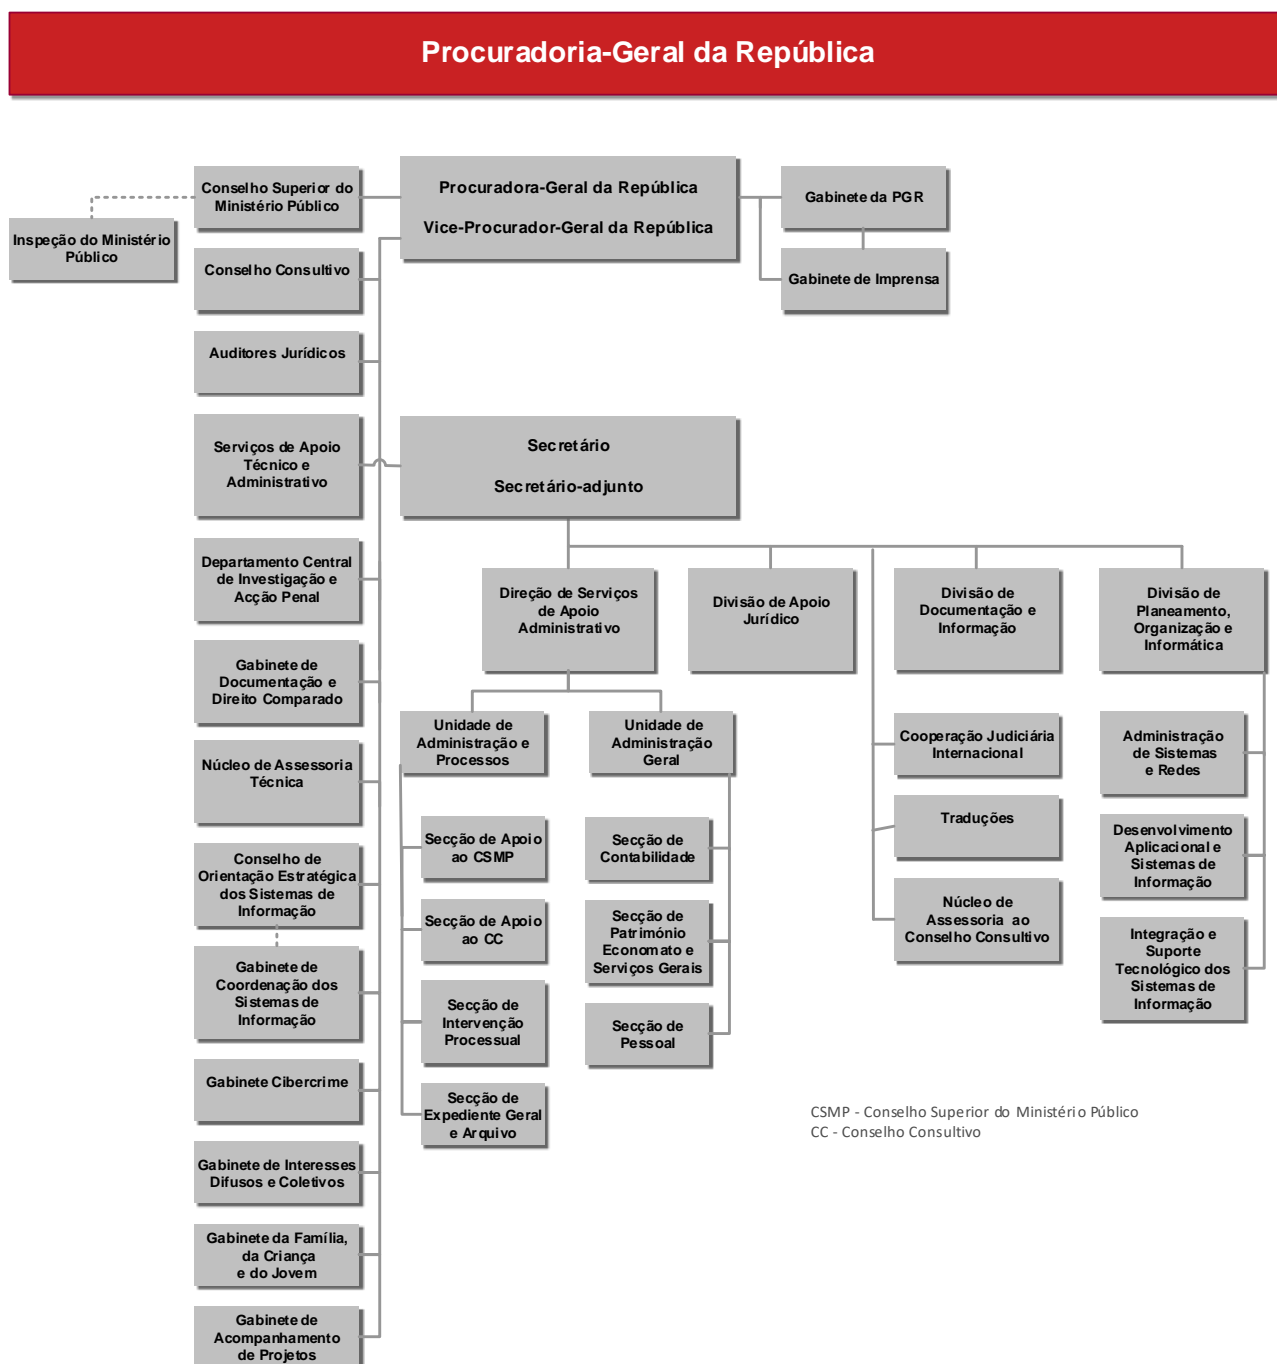 Procuradoria-Geral da República
Conselho Superior do
Ministério Público
Procuradora-Geral da República
Vice-Procurador-Geral da República
Gabinete da PGR
Inspeção do Ministério
Público
Conselho Consultivo
Gabinete de Imprensa
Auditores Jurídicos
Serviços de Apoio
Técnico e
Administrativo
Secretário
Secretário-adjunto
Departamento Central
de Investigação e
Acção Penal
Direção de Serviços
de Apoio
Administrativo
Divisão de Apoio
Jurídico
Divisão de
Documentação e
Informação
Divisão de
Planeamento,
Organização e
Informática
Gabinete de
Documentação e
Direito Comparado
Unidade de
Administração e
Processos
Unidade de
Administração
Geral
Cooperação Judiciária
Internacional
Administração
de Sistemas
e Redes
Núcleo de Assessoria
Técnica
Secção de Apoio
ao CSMP
Secção de
Contabilidade
Traduções
Desenvolvimento
Aplicacional e
Sistemas de
Informação
Conselho de
Orientação Estratégica
dos Sistemas de
Informação
Secção de Apoio
ao CC
Secção de
Património
Economato e
Serviços Gerais
Núcleo de
Assessoria ao
Conselho Consultivo
Integração e
Suporte
Tecnológico dos
Sistemas de
Informação
Gabinete de
Coordenação dos
Sistemas de
Informação
Secção de
Intervenção
Processual
Secção de
Pessoal
Gabinete Cibercrime
Secção de
Expediente Geral
e Arquivo
CSMP - Conselho Superior do Ministério Público
CC - Conselho Consultivo
Gabinete de Interesses
Difusos e Coletivos
Gabinete da Família,
da Criança
e do Jovem
Gabinete de
Acompanhamento
de Projetos